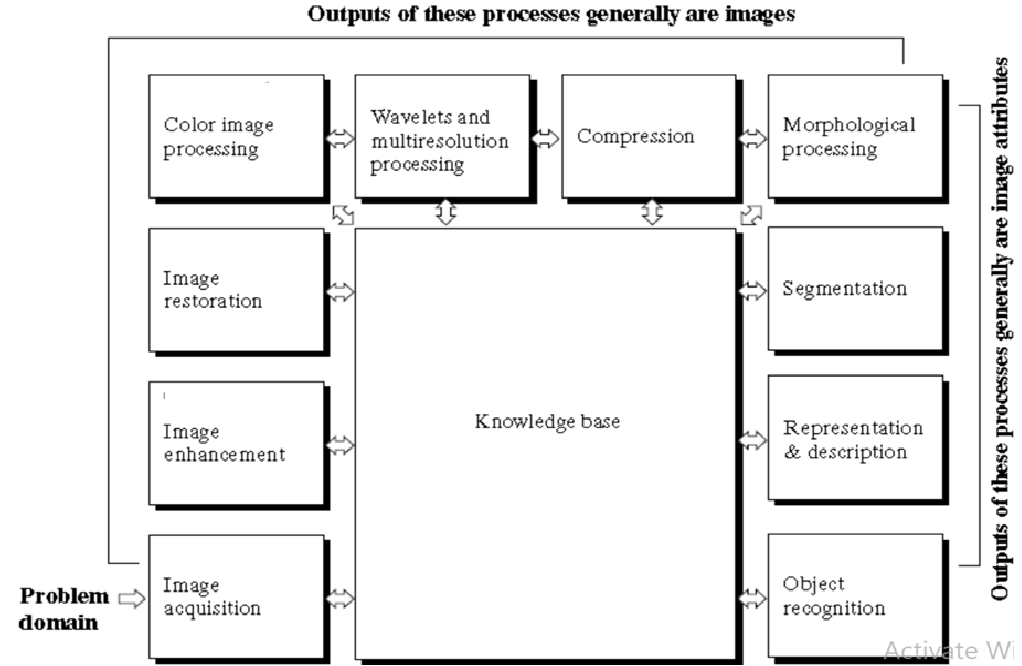 Outputs of these processes generally are images
Color image
processing
Wavelets and
multiresolution
processing
Compression
Morphological
processing
Outputs of these processes generally are image attributes
Image
restoration
Segmentation
Knowledge base
Image
enhancement
Representation
& description
Problem
domain
Image
acquisition
Object
recognition
Activate Wi